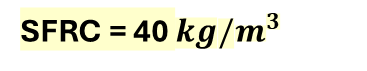 SFRC = 40 kg/m³